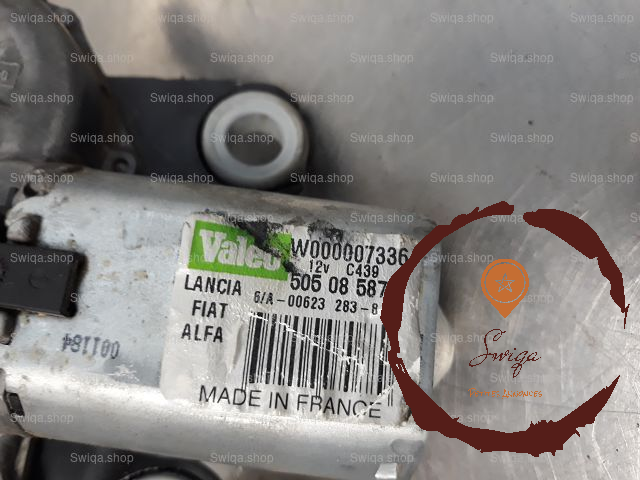 Valeo
W000007336
12v C439
505 08 587
LANCIA
6/A-00623 283-8
FIAT
ALFA
MADE IN FRANCE
001184
Swiqa
Swiqa.shop